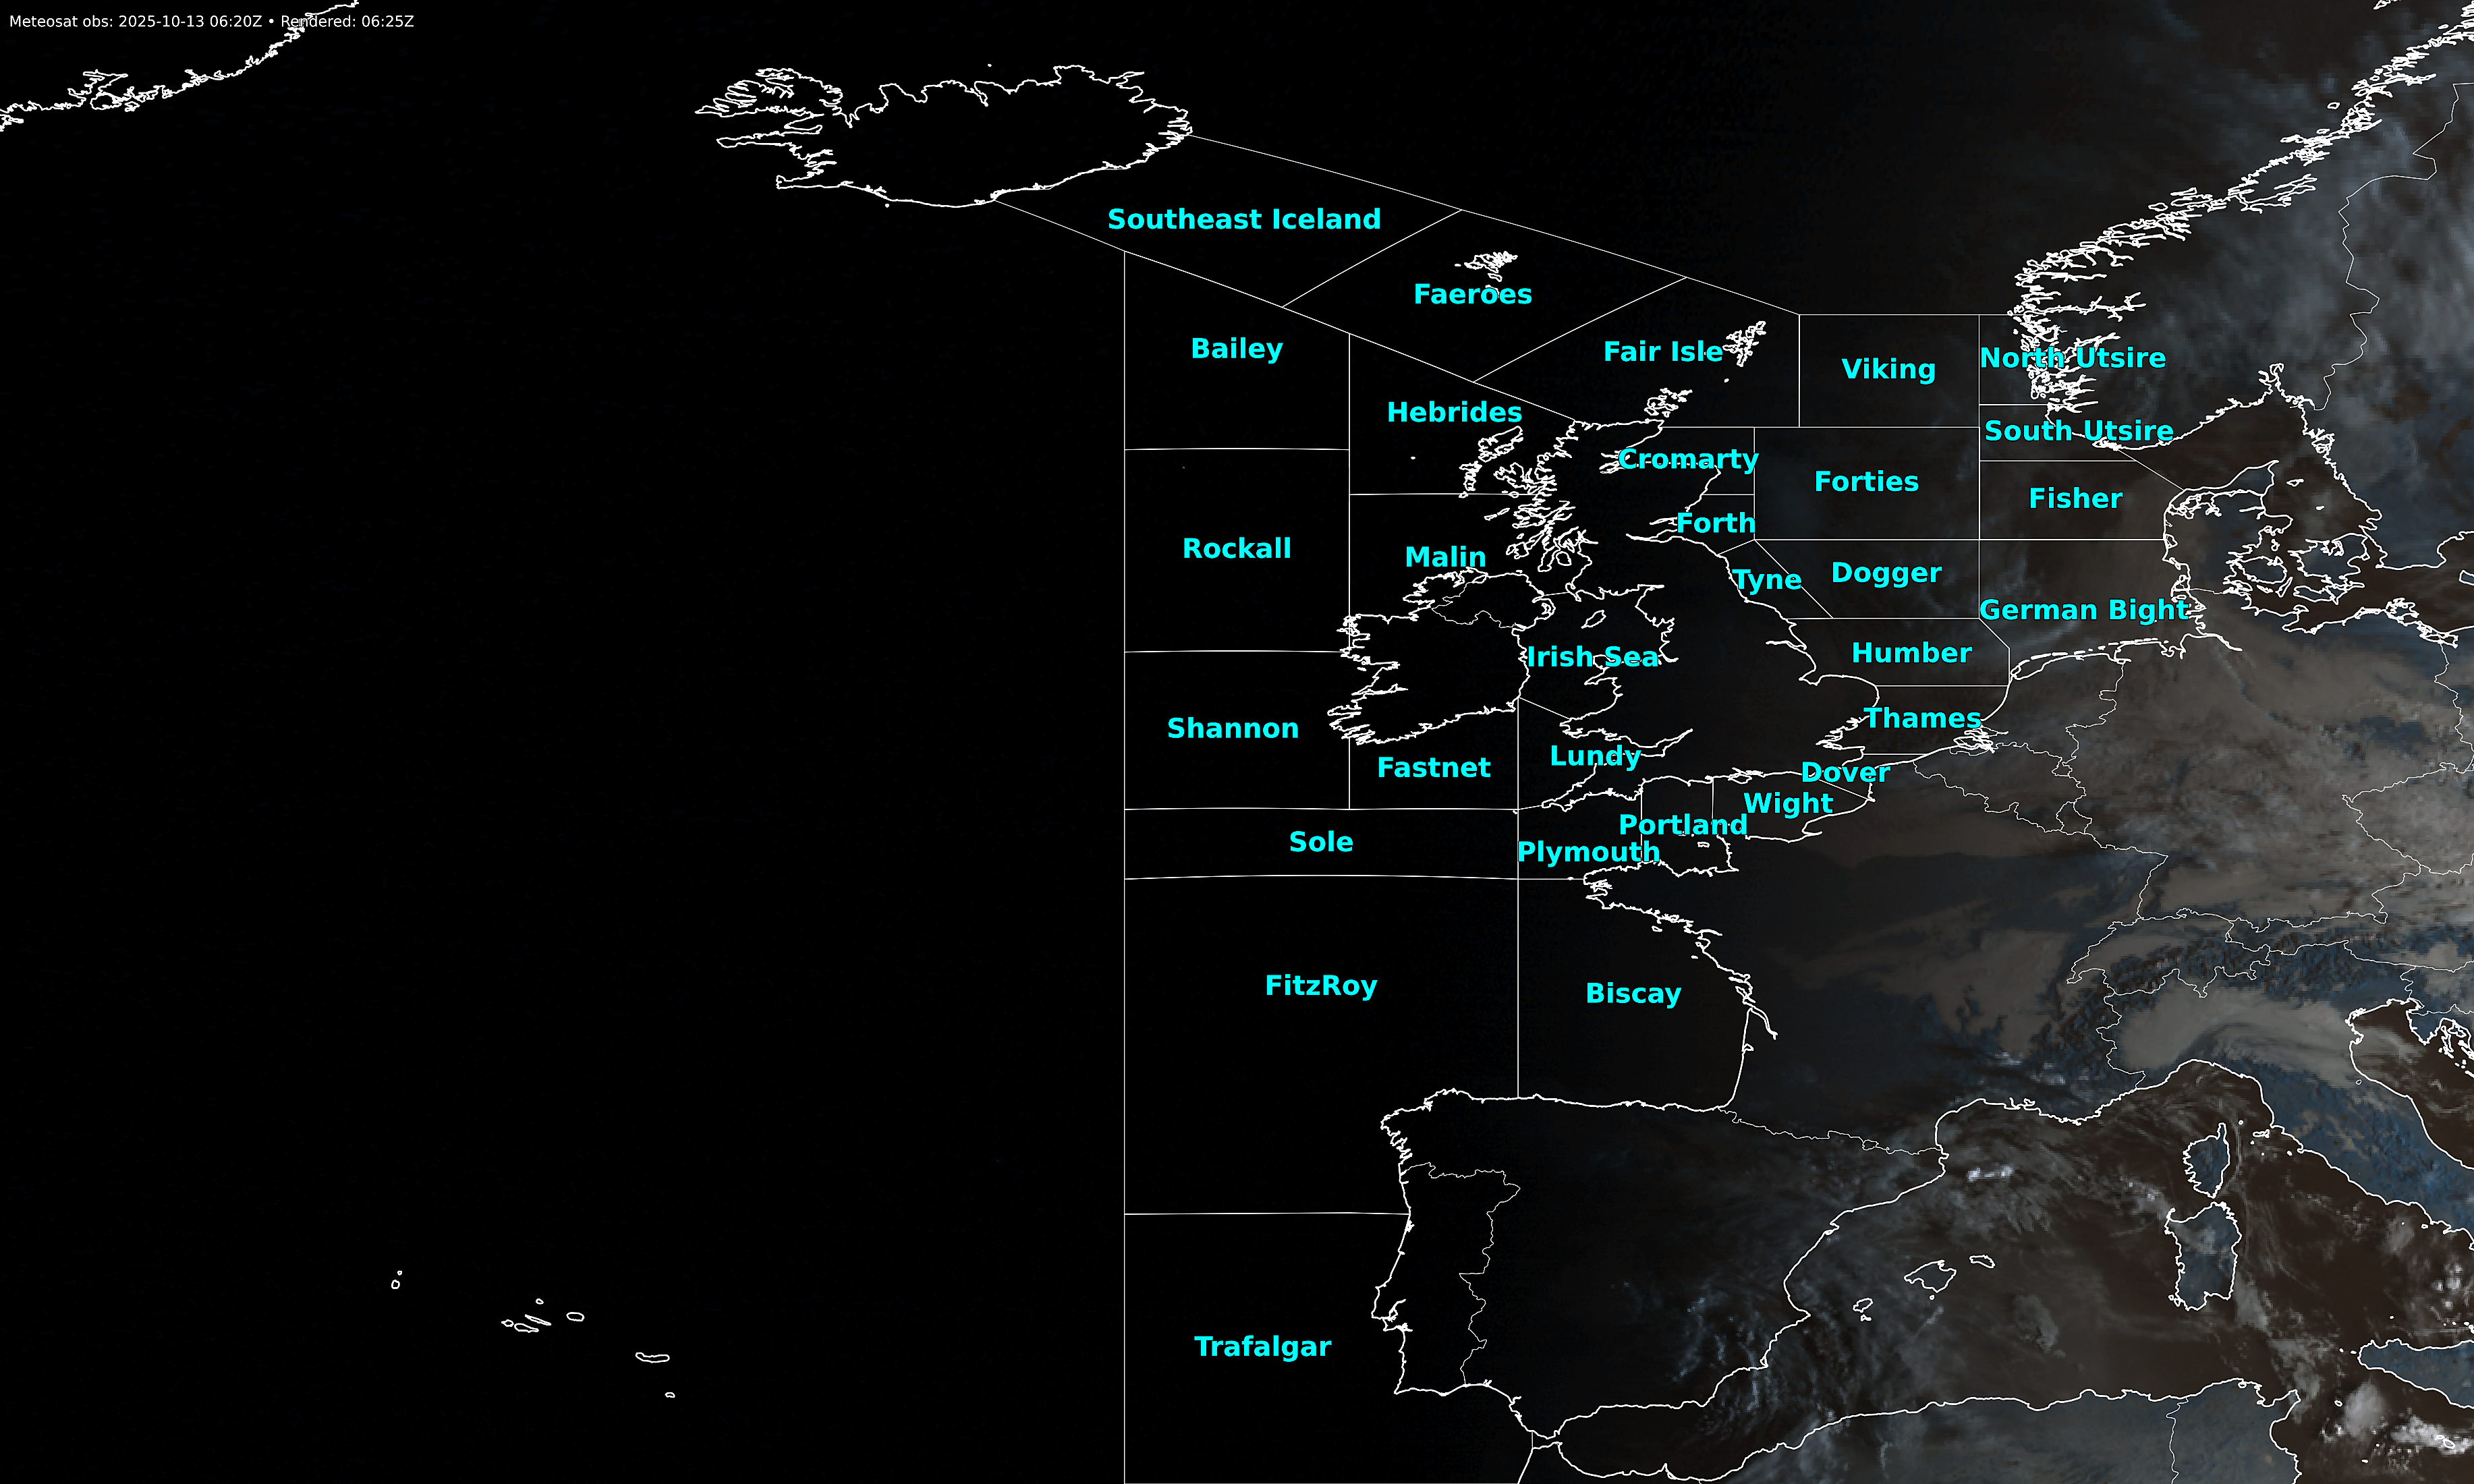 Meteosat obs: 2025-10-13 06:20Z • Rendered: 06:25Z
Southeast Iceland
Faeroes
Bailey
Fair Isle
North Utsire
Viking
Hebrides
South Utsire
Cromarty
Forties
Fisher
Forth
Rockall
Malin
Tyne
Dogger
German Bight
Irish Sea
Humber
Thames
Shannon
Lundy
Fastnet
Dover
Wight
Portland
Sole
Plymouth
FitzRoy
Biscay
Trafalgar